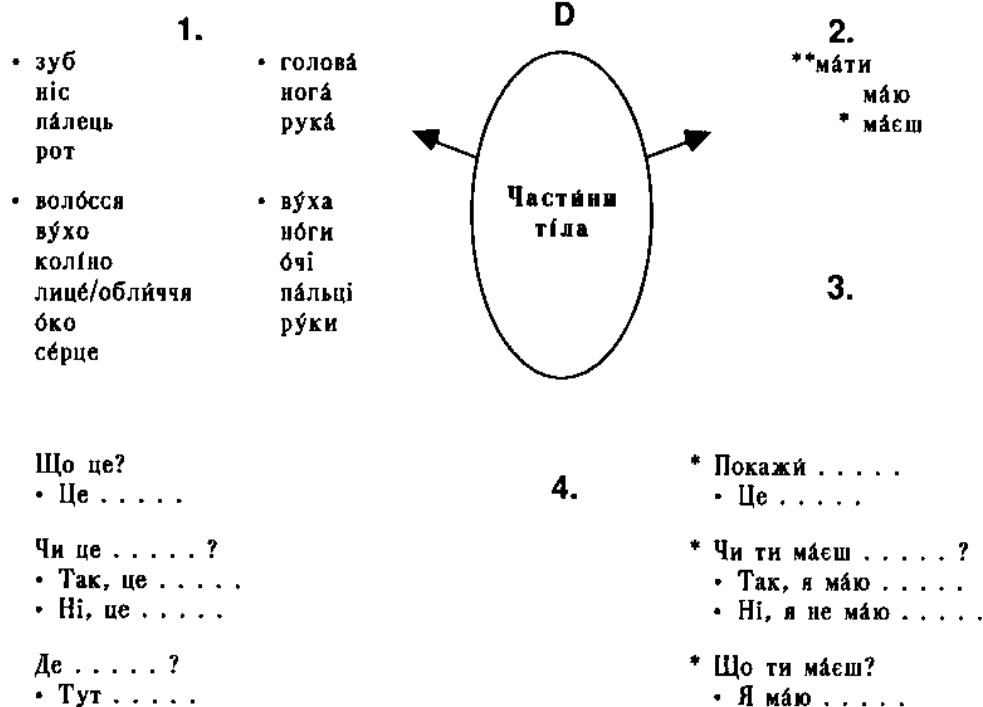 D
1.
• зуб
ніс
па́лець
рот
• голова́
нога́
рука́
• воло́сся
ву́хо
колі́но
лице́/обли́ччя
о́ко
се́рце
• ву́ха
но́ги
о́чі
па́льці
ру́ки
Части́ни
ті́ла
2.
**ма́ти
ма́ю
* ма́єш
3.
4.
Що це?
• Це . . . . .
Чи це . . . . . ?
• Так, це . . . . .
• Ні, це . . . . .
Де . . . . . ?
• Тут . . . . .
* Покажи́ . . . . .
• Це . . . . .
* Чи ти ма́єш . . . . . ?
• Так, я ма́ю . . . . .
• Ні, я не ма́ю . . . . .
* Що ти ма́єш?
• Я ма́ю . . . . .